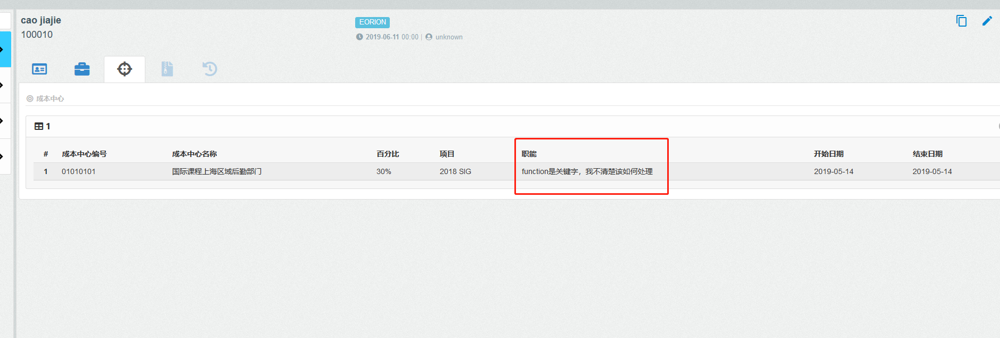 cao jiajie
100010
EORION
2019-06-11 00:00 | unknown
成本中心
1
# 成本中心编号 成本中心名称 百分比 项目 职能 开始日期 结束日期
1 01010101 国际课程上海区域后勤部门 30% 2018 SIG function是关键字，我不清楚该如何处理 2019-05-14 2019-05-14